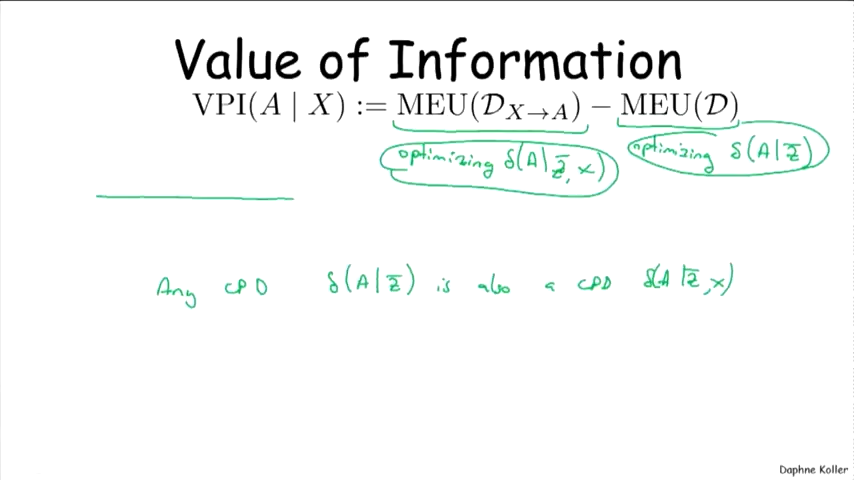 Value of Information
VPI(A | X) := MEU(𝒟_{X→A}) − MEU(𝒟)
optimizing δ(A|Z̄, x)
optimizing δ(A|Z̄)
Any CPD δ(A|Z̄) is also a CPD δ(A|Z̄,x)
Daphne Koller